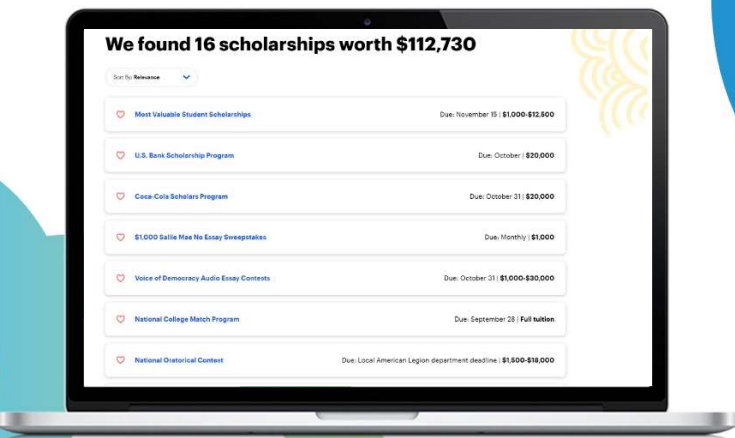 We found 16 scholarships worth $112,730
Sort By: Relevance
Most Valuable Student Scholarships Due: November 15 | $1,000-$12,500
U.S. Bank Scholarship Program Due: October | $20,000
Coca-Cola Scholars Program Due: October 31 | $20,000
$1,000 Sallie Mae No Essay Sweepstakes Due: Monthly | $1,000
Voice of Democracy Audio Essay Contests Due: October 31 | $1,000-$30,000
National College Match Program Due: September 28 | Full tuition
National Oratorical Contest Due: Local American Legion department deadline | $1,500-$18,000